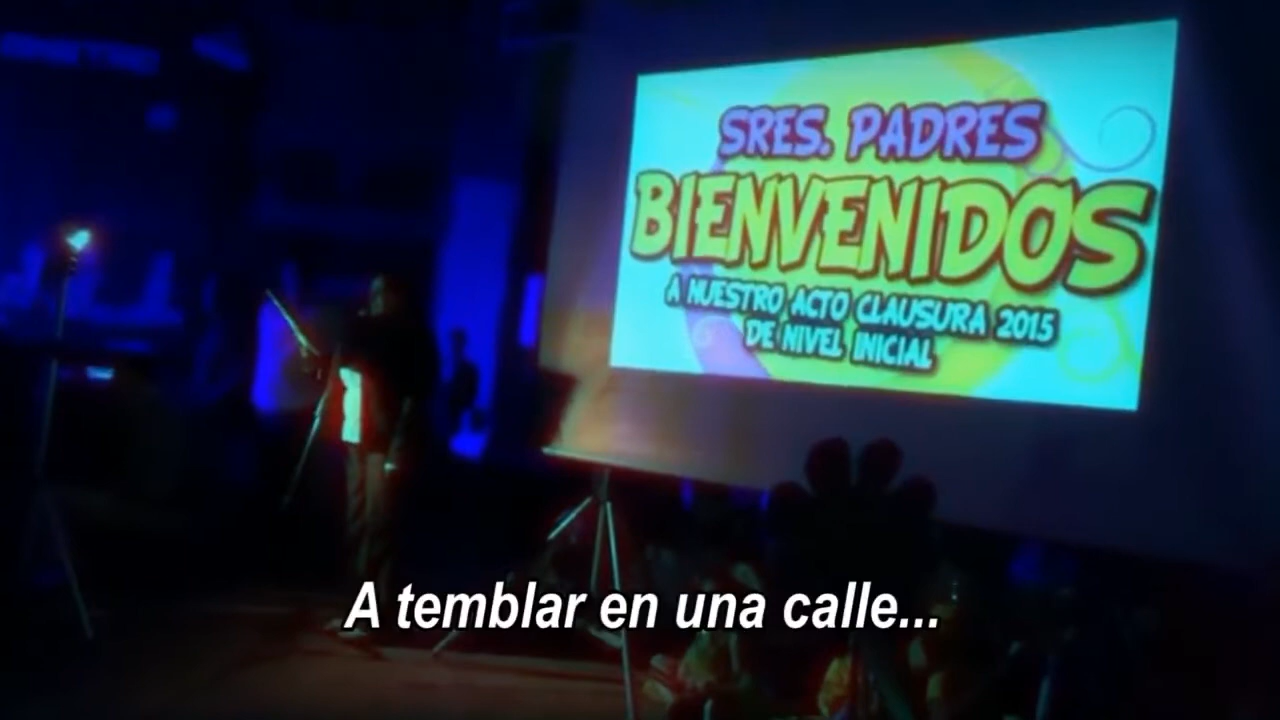 SRES. PADRES
BIENVENIDOS
A NUESTRO ACTO CLAUSURA 2015
DE NIVEL INICIAL
A temblar en una calle...